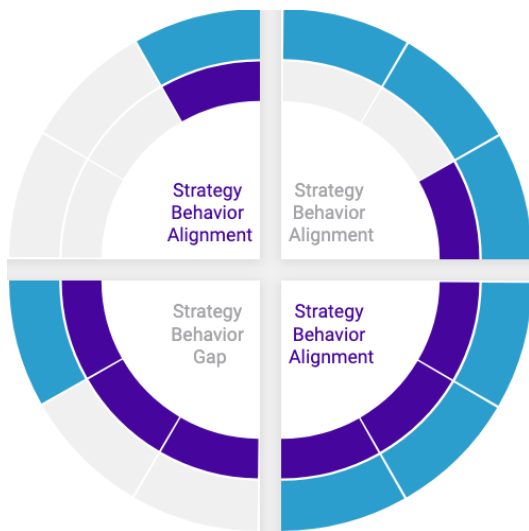 Strategy
Behavior
Alignment
Strategy
Behavior
Alignment
Strategy
Behavior
Gap
Strategy
Behavior
Alignment